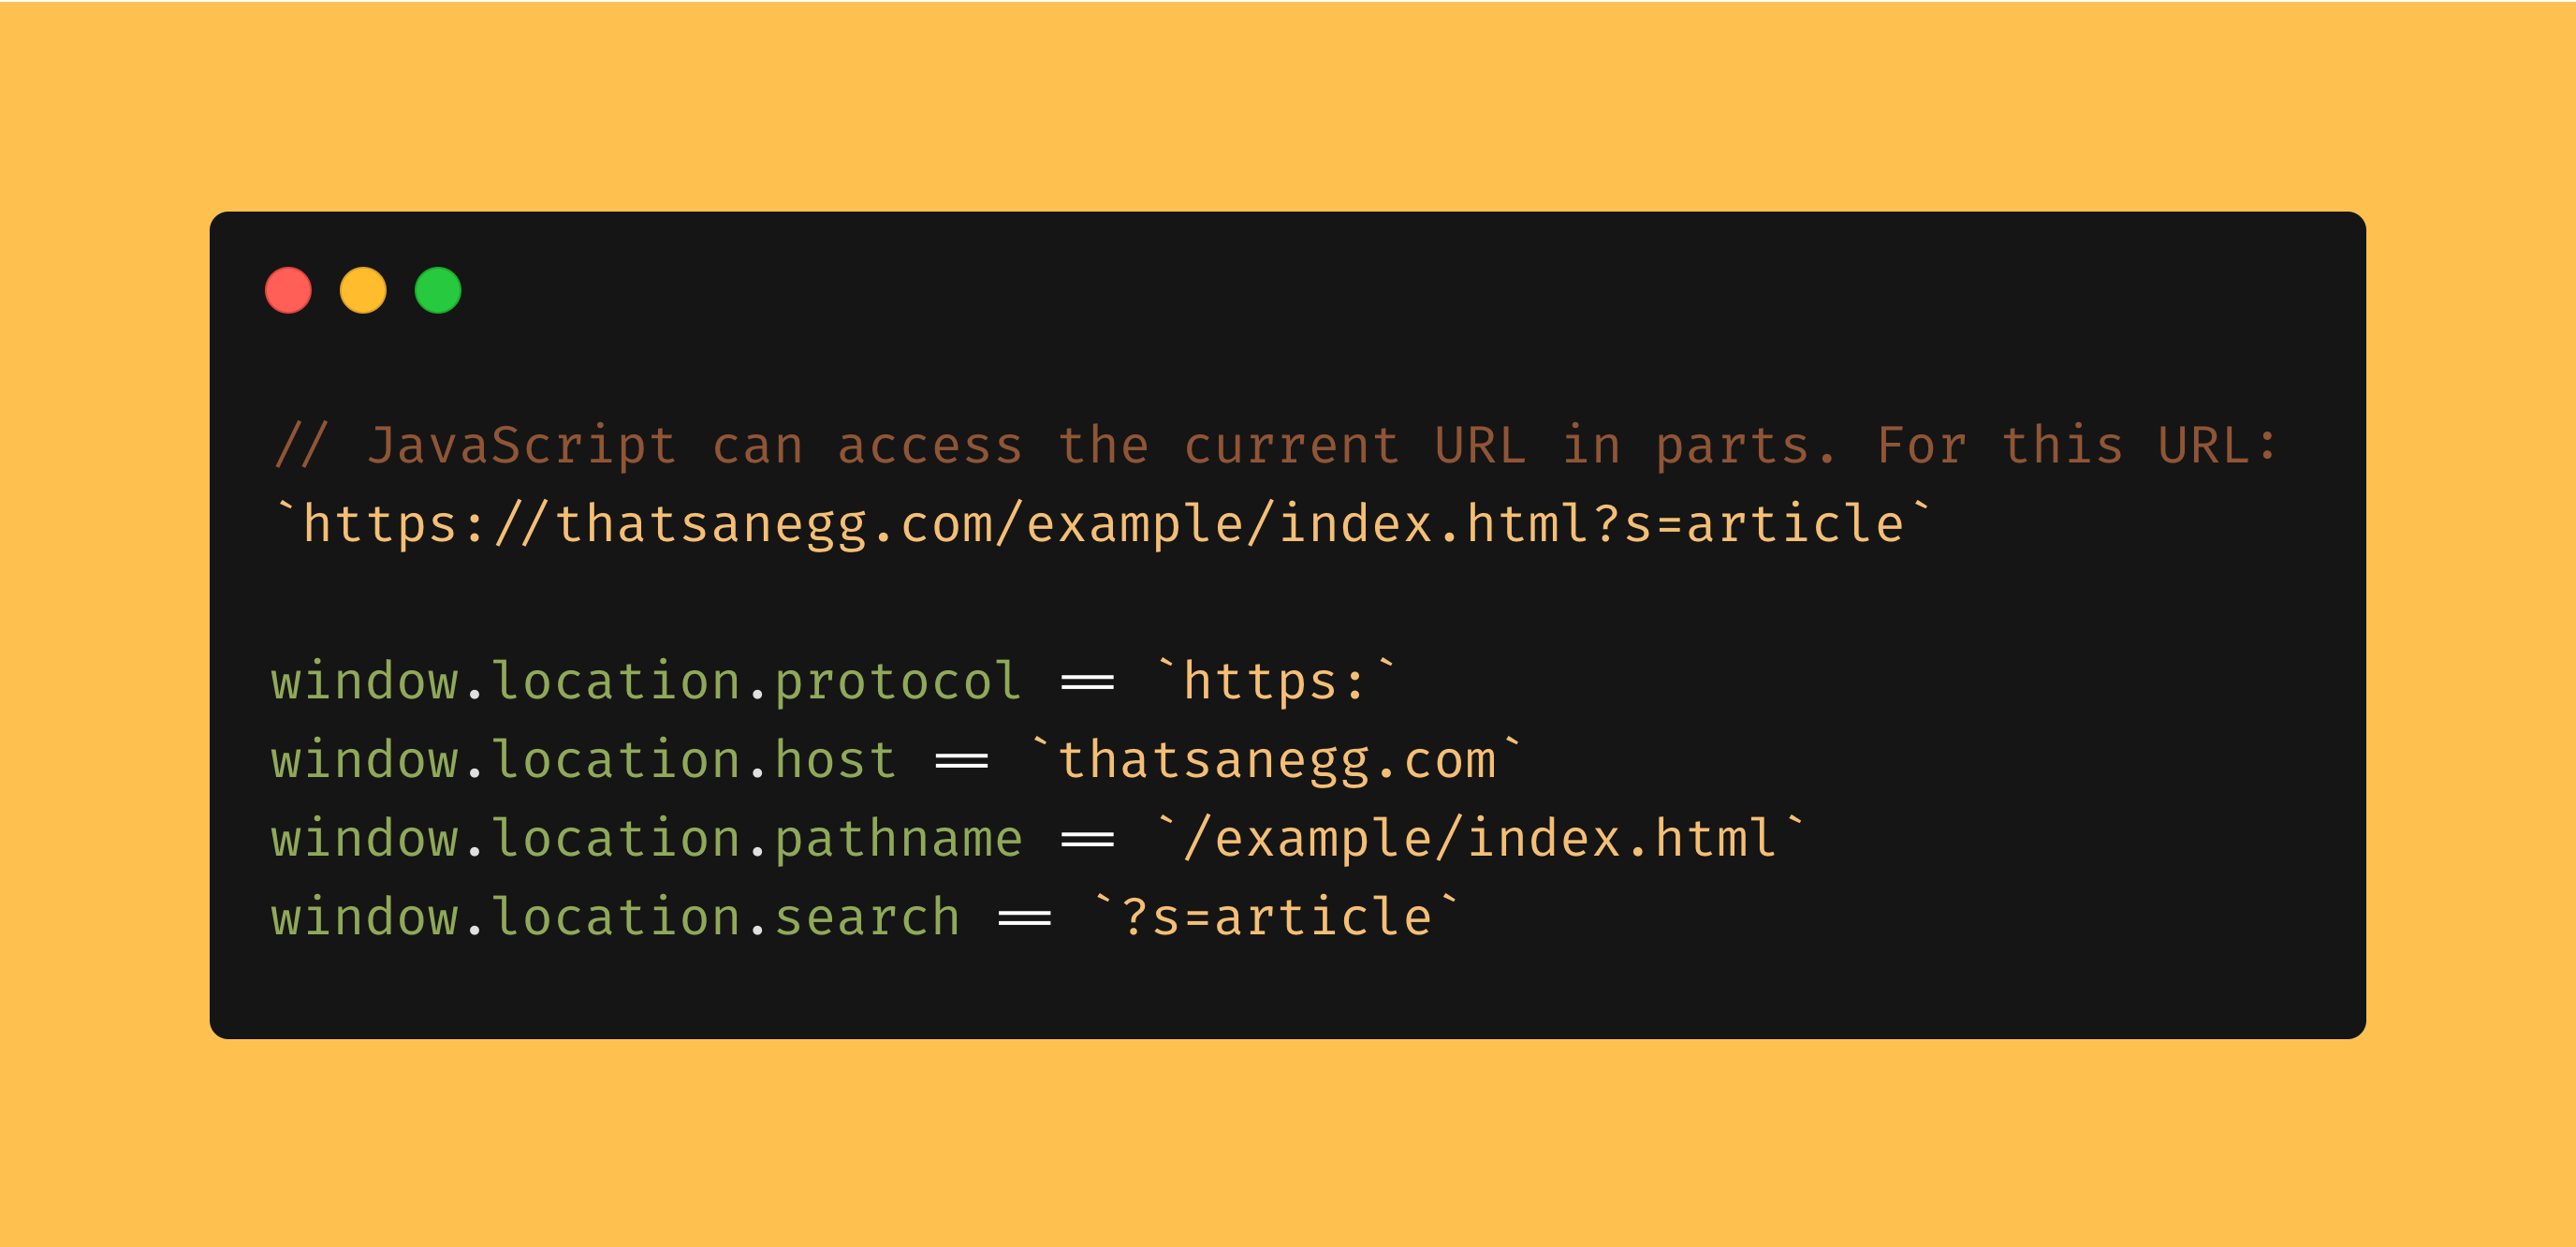 // JavaScript can access the current URL in parts. For this URL:
`https://thatsanegg.com/example/index.html?s=article`
window.location.protocol == `https:`
window.location.host == `thatsanegg.com`
window.location.pathname == `/example/index.html`
window.location.search == `?s=article`